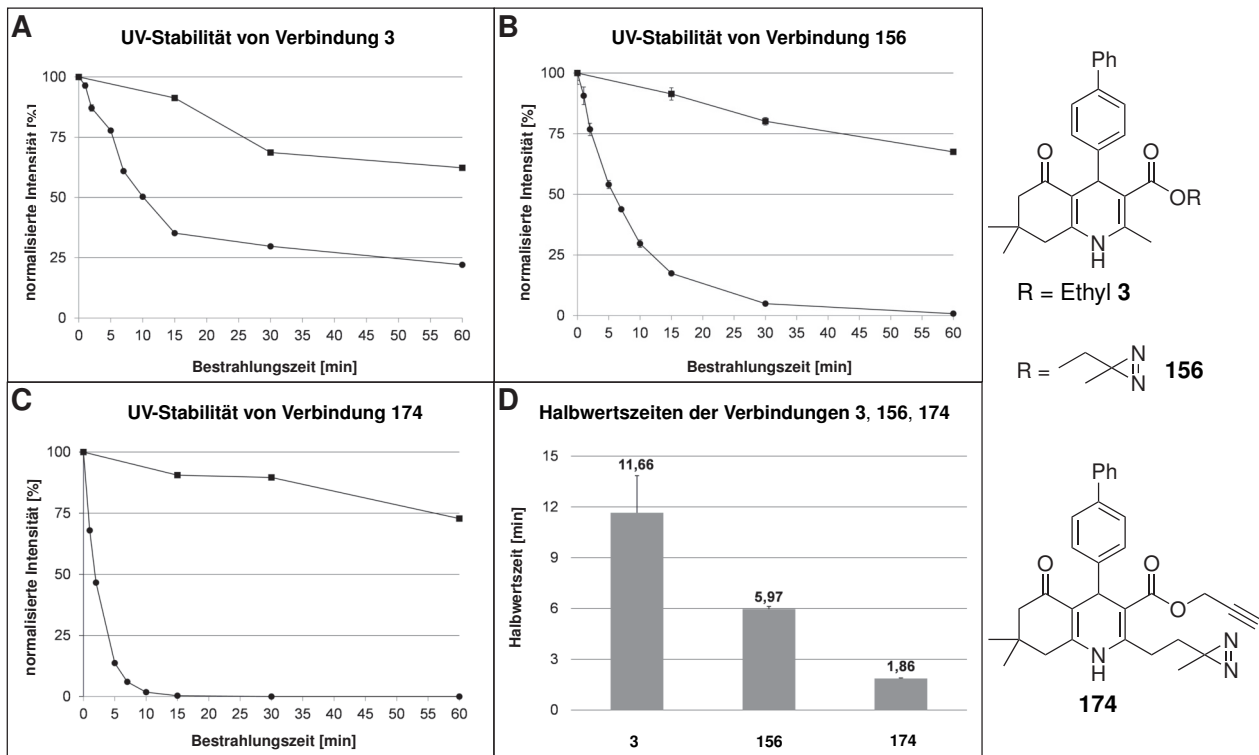 A
UV-Stabilität von Verbindung 3
normalisierte Intensität [%]
100
75
50
25
0
0 5 10 15 20 25 30 35 40 45 50 55 60
Bestrahlungszeit [min]
B
UV-Stabilität von Verbindung 156
normalisierte Intensität [%]
100
75
50
25
0
0 5 10 15 20 25 30 35 40 45 50 55 60
Bestrahlungszeit [min]
Ph
O
O
OR
N
H
R = Ethyl 3
R =
N
N
156
C
UV-Stabilität von Verbindung 174
normalisierte Intensität [%]
100
75
50
25
0
0 5 10 15 20 25 30 35 40 45 50 55 60
Bestrahlungszeit [min]
D
Halbwertszeiten der Verbindungen 3, 156, 174
Halbwertszeit [min]
15
12
9
6
3
0
11,66
5,97
1,86
3 156 174
Ph
O
O
O
N
H
N
N
174